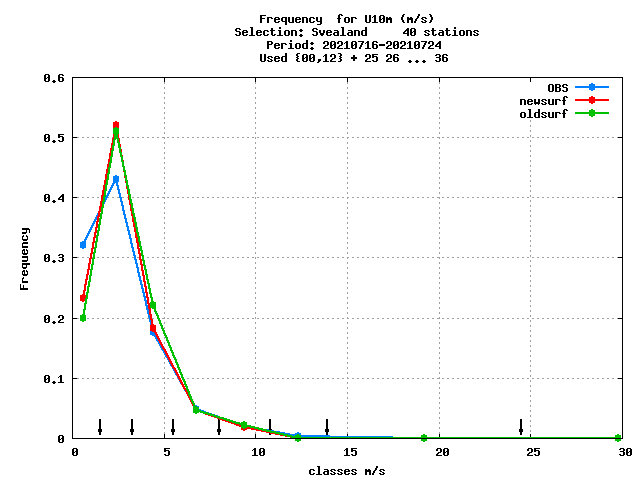 Frequency  for U10m (m/s)
Selection: Svealand     40 stations
Period: 20210716-20210724
Used {00,12} + 25 26 ... 36
OBS
newsurf
oldsurf
0.6
0.5
0.4
0.3
0.2
0.1
0
Frequency
0 5 10 15 20 25 30
classes m/s